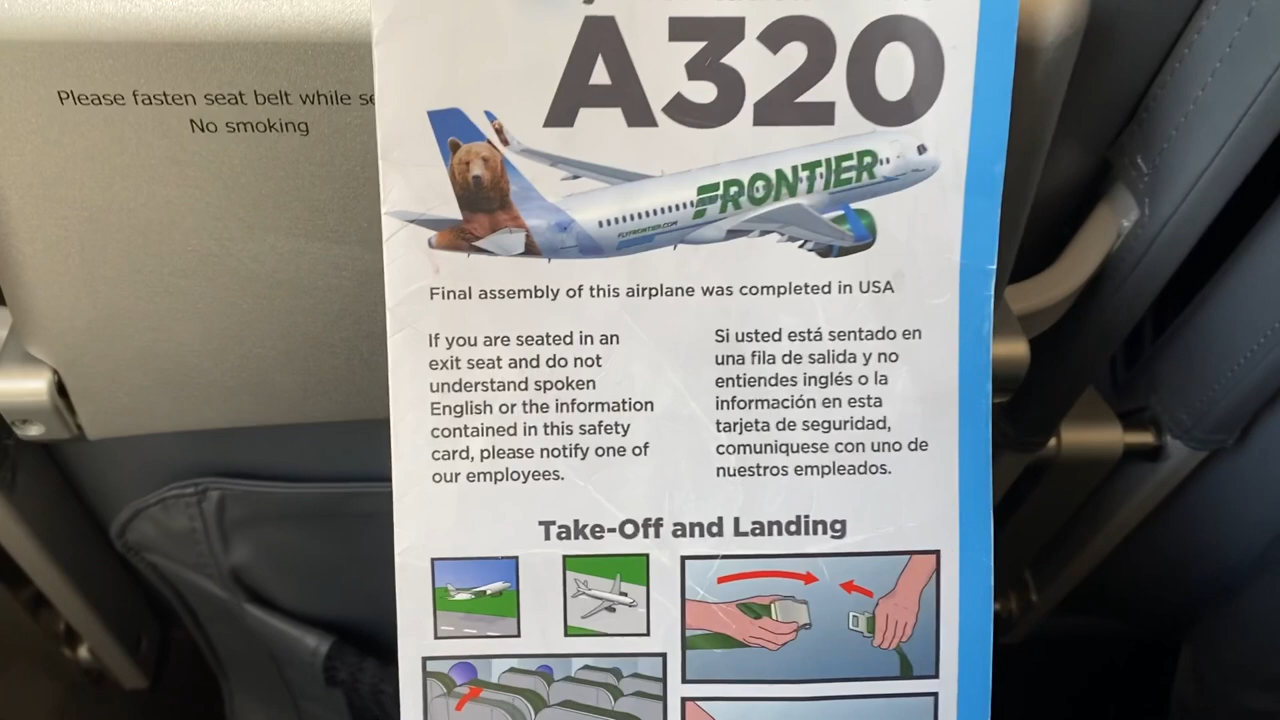 Please fasten seat belt while
No smoking
A320
FRONTIER
FLYFRONTIER.COM
Final assembly of this airplane was completed in USA
If you are seated in an
exit seat and do not
understand spoken
English or the information
contained in this safety
card, please notify one of
our employees.
Si usted está sentado en
una fila de salida y no
entiendes inglés o la
información en esta
tarjeta de seguridad,
comuniquese con uno de
nuestros empleados.
Take-Off and Landing